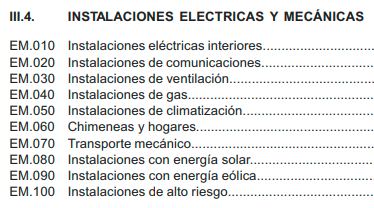 III.4. INSTALACIONES ELECTRICAS Y MECÁNICAS
EM.010 Instalaciones eléctricas interiores................................
EM.020 Instalaciones de comunicaciones................................
EM.030 Instalaciones de ventilación..........................................
EM.040 Instalaciones de gas.....................................................
EM.050 Instalaciones de climatización......................................
EM.060 Chimeneas y hogares...................................................
EM.070 Transporte mecánico....................................................
EM.080 Instalaciones con energía solar...................................
EM.090 Instalaciones con energía eólica.................................
EM.100 Instalaciones de alto riesgo..........................................